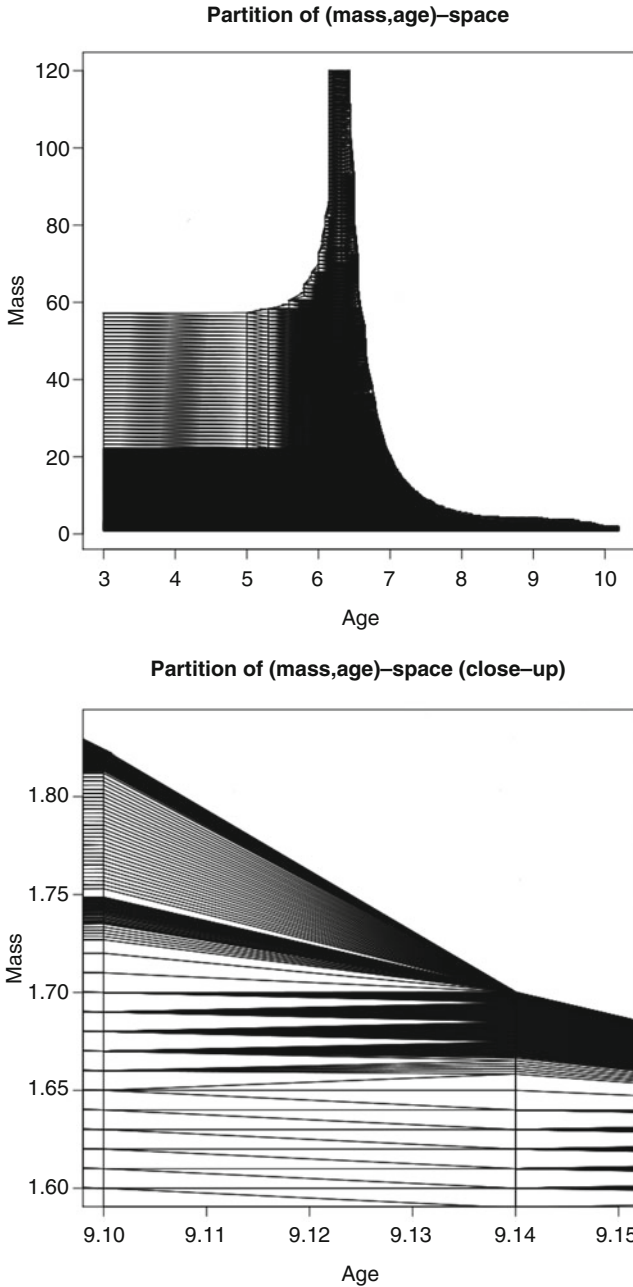 Partition of (mass,age)–space
120
100
80
60
40
20
0
Mass
3 4 5 6 7 8 9 10
Age
Partition of (mass,age)–space (close–up)
1.80
1.75
1.70
1.65
1.60
Mass
9.10 9.11 9.12 9.13 9.14 9.15
Age